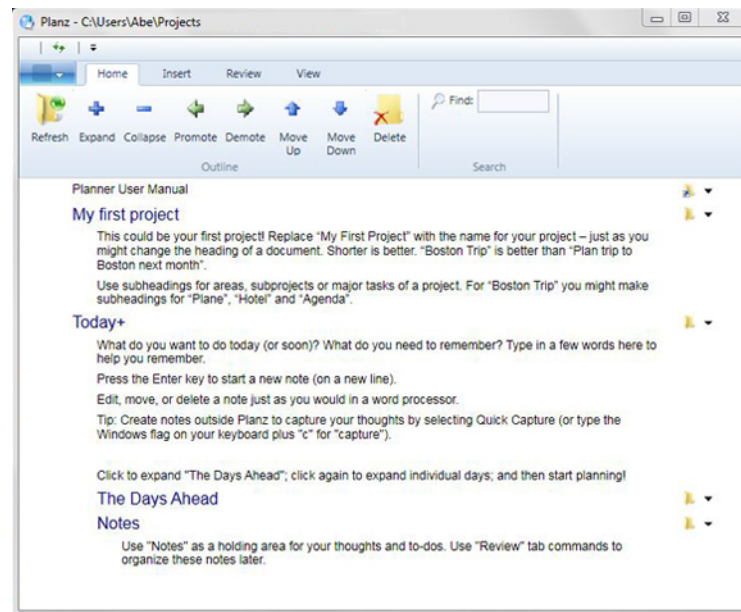 Planz - C:\Users\Abe\Projects
Home Insert Review View
Refresh Expand Collapse Promote Demote Move Up Move Down Delete
Find:
Outline Search
Planner User Manual
My first project
This could be your first project! Replace “My First Project” with the name for your project – just as you
might change the heading of a document. Shorter is better. “Boston Trip” is better than “Plan trip to
Boston next month”.
Use subheadings for areas, subprojects or major tasks of a project. For “Boston Trip” you might make
subheadings for “Plane”, “Hotel” and “Agenda”.
Today+
What do you want to do today (or soon)? What do you need to remember? Type in a few words here to
help you remember.
Press the Enter key to start a new note (on a new line).
Edit, move, or delete a note just as you would in a word processor.
Tip: Create notes outside Planz to capture your thoughts by selecting Quick Capture (or type the
Windows flag on your keyboard plus "c" for "capture").
Click to expand "The Days Ahead"; click again to expand individual days; and then start planning!
The Days Ahead
Notes
Use "Notes" as a holding area for your thoughts and to-dos. Use "Review" tab commands to
organize these notes later.